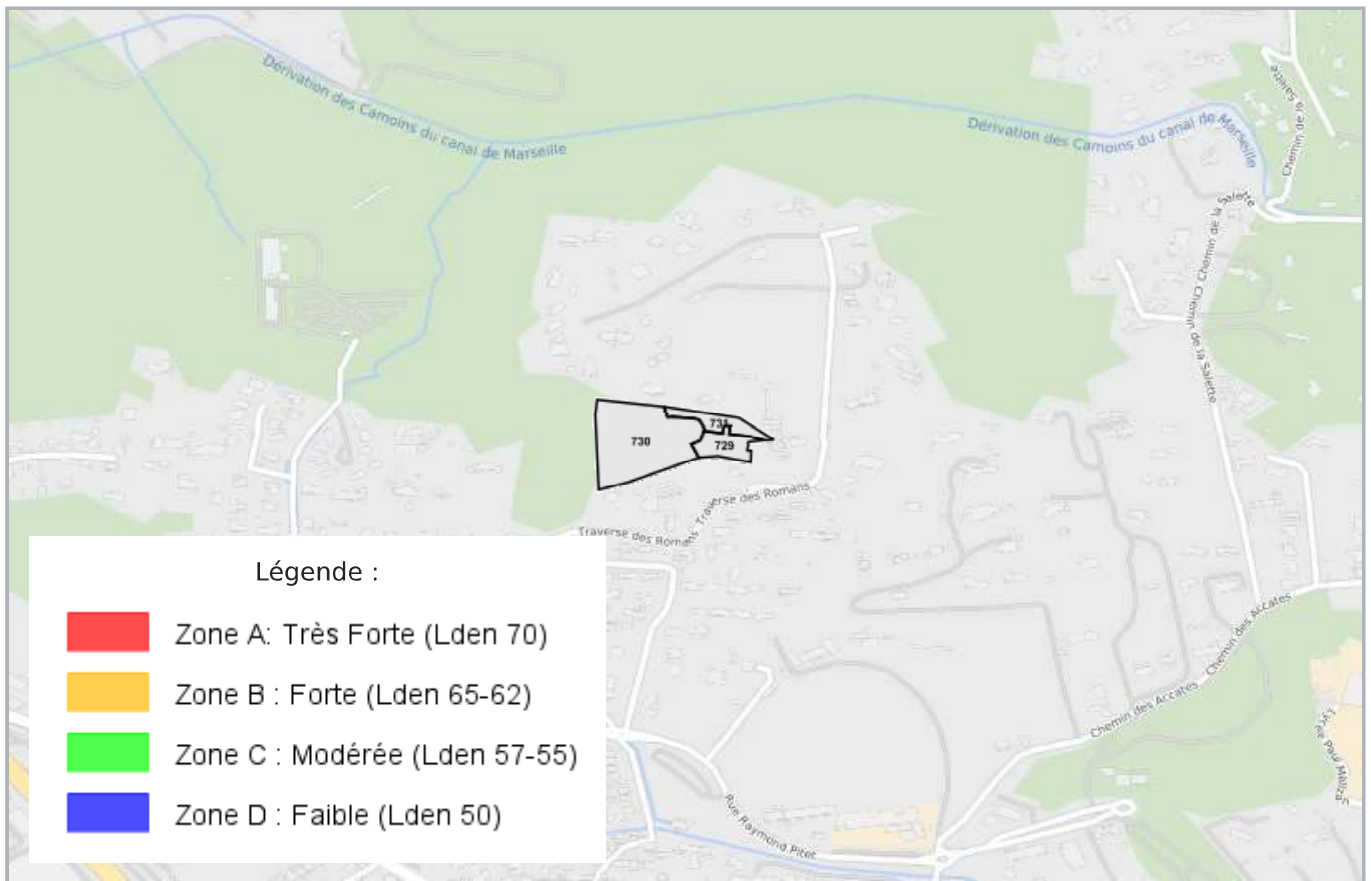 Dérivation des Camoins du canal de Marseille
Dérivation des Camoins du canal de Marseille
Chemin de la Salette
Chemin de la Salette
Chemin de la Salette
730
731
729
Traverse des Romans
Traverse des Romans
Chemin des Accates
Chemin des Accates
Lycée Paul Mélizan
Rue Raymond Pitet
Légende :
Zone A: Très Forte (Lden 70)
Zone B : Forte (Lden 65-62)
Zone C : Modérée (Lden 57-55)
Zone D : Faible (Lden 50)